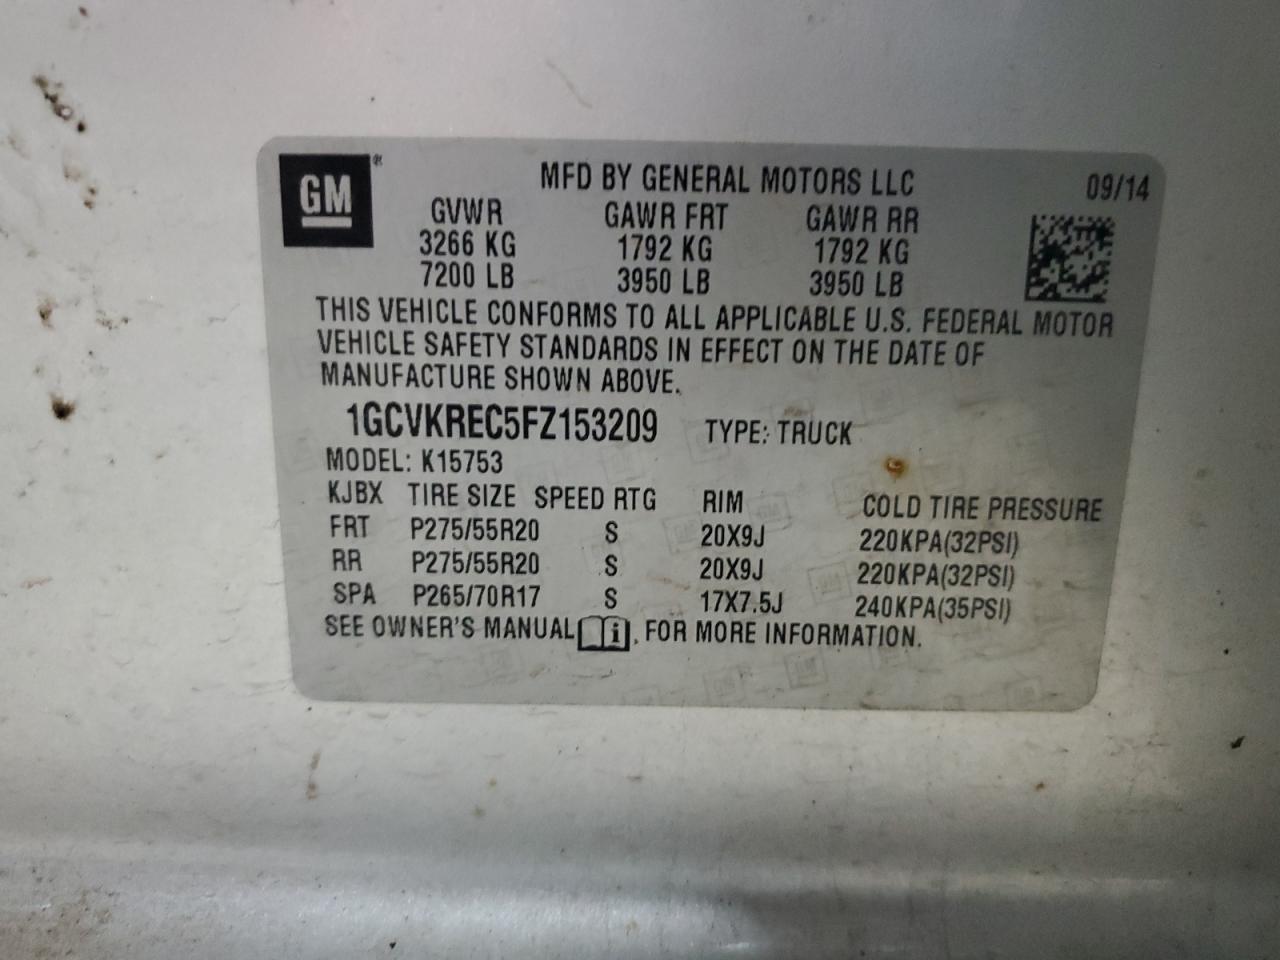 GM®
MFD BY GENERAL MOTORS LLC 09/14
GVWR GAWR FRT GAWR RR
3266 KG 1792 KG 1792 KG
7200 LB 3950 LB 3950 LB
THIS VEHICLE CONFORMS TO ALL APPLICABLE U.S. FEDERAL MOTOR
VEHICLE SAFETY STANDARDS IN EFFECT ON THE DATE OF
MANUFACTURE SHOWN ABOVE.
1GCVKREC5FZ153209 TYPE: TRUCK
MODEL: K15753
KJBX TIRE SIZE SPEED RTG RIM COLD TIRE PRESSURE
FRT P275/55R20 S 20X9J 220KPA(32PSI)
RR P275/55R20 S 20X9J 220KPA(32PSI)
SPA P265/70R17 S 17X7.5J 240KPA(35PSI)
SEE OWNER'S MANUAL i, FOR MORE INFORMATION.